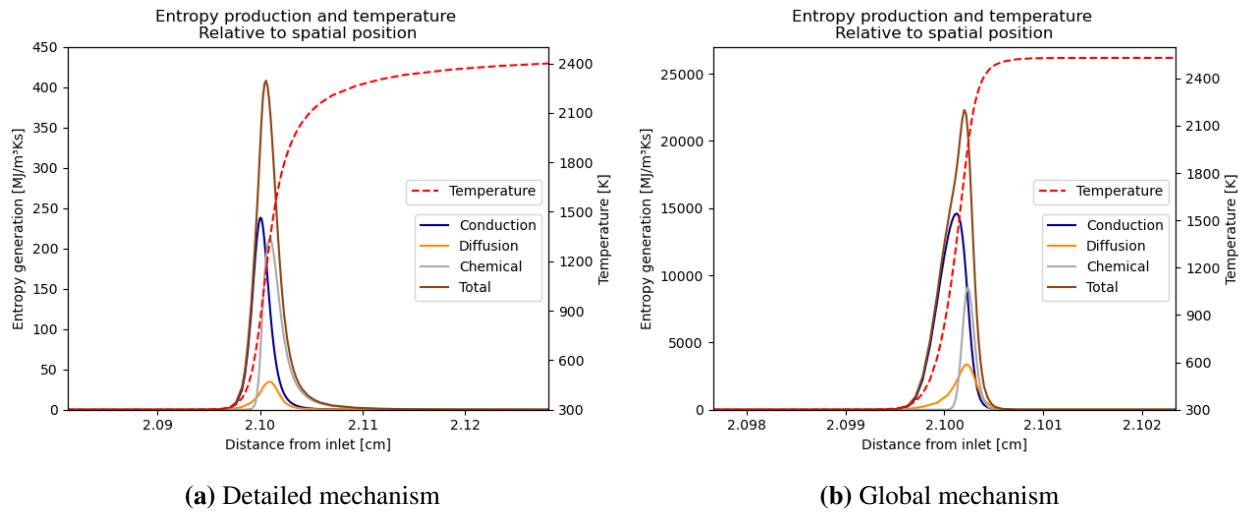 Entropy production and temperature
Relative to spatial position
450
400
350
300
250
200
150
100
50
0
Entropy generation [MJ/m³Ks]
2400
2100
1800
1500
1200
900
600
300
Temperature [K]
Temperature
Conduction
Diffusion
Chemical
Total
2.09
2.10
2.11
2.12
Distance from inlet [cm]
(a) Detailed mechanism
Entropy production and temperature
Relative to spatial position
25000
20000
15000
10000
5000
0
Entropy generation [MJ/m³Ks]
2400
2100
1800
1500
1200
900
600
300
Temperature [K]
Temperature
Conduction
Diffusion
Chemical
Total
2.098
2.099
2.100
2.101
2.102
Distance from inlet [cm]
(b) Global mechanism